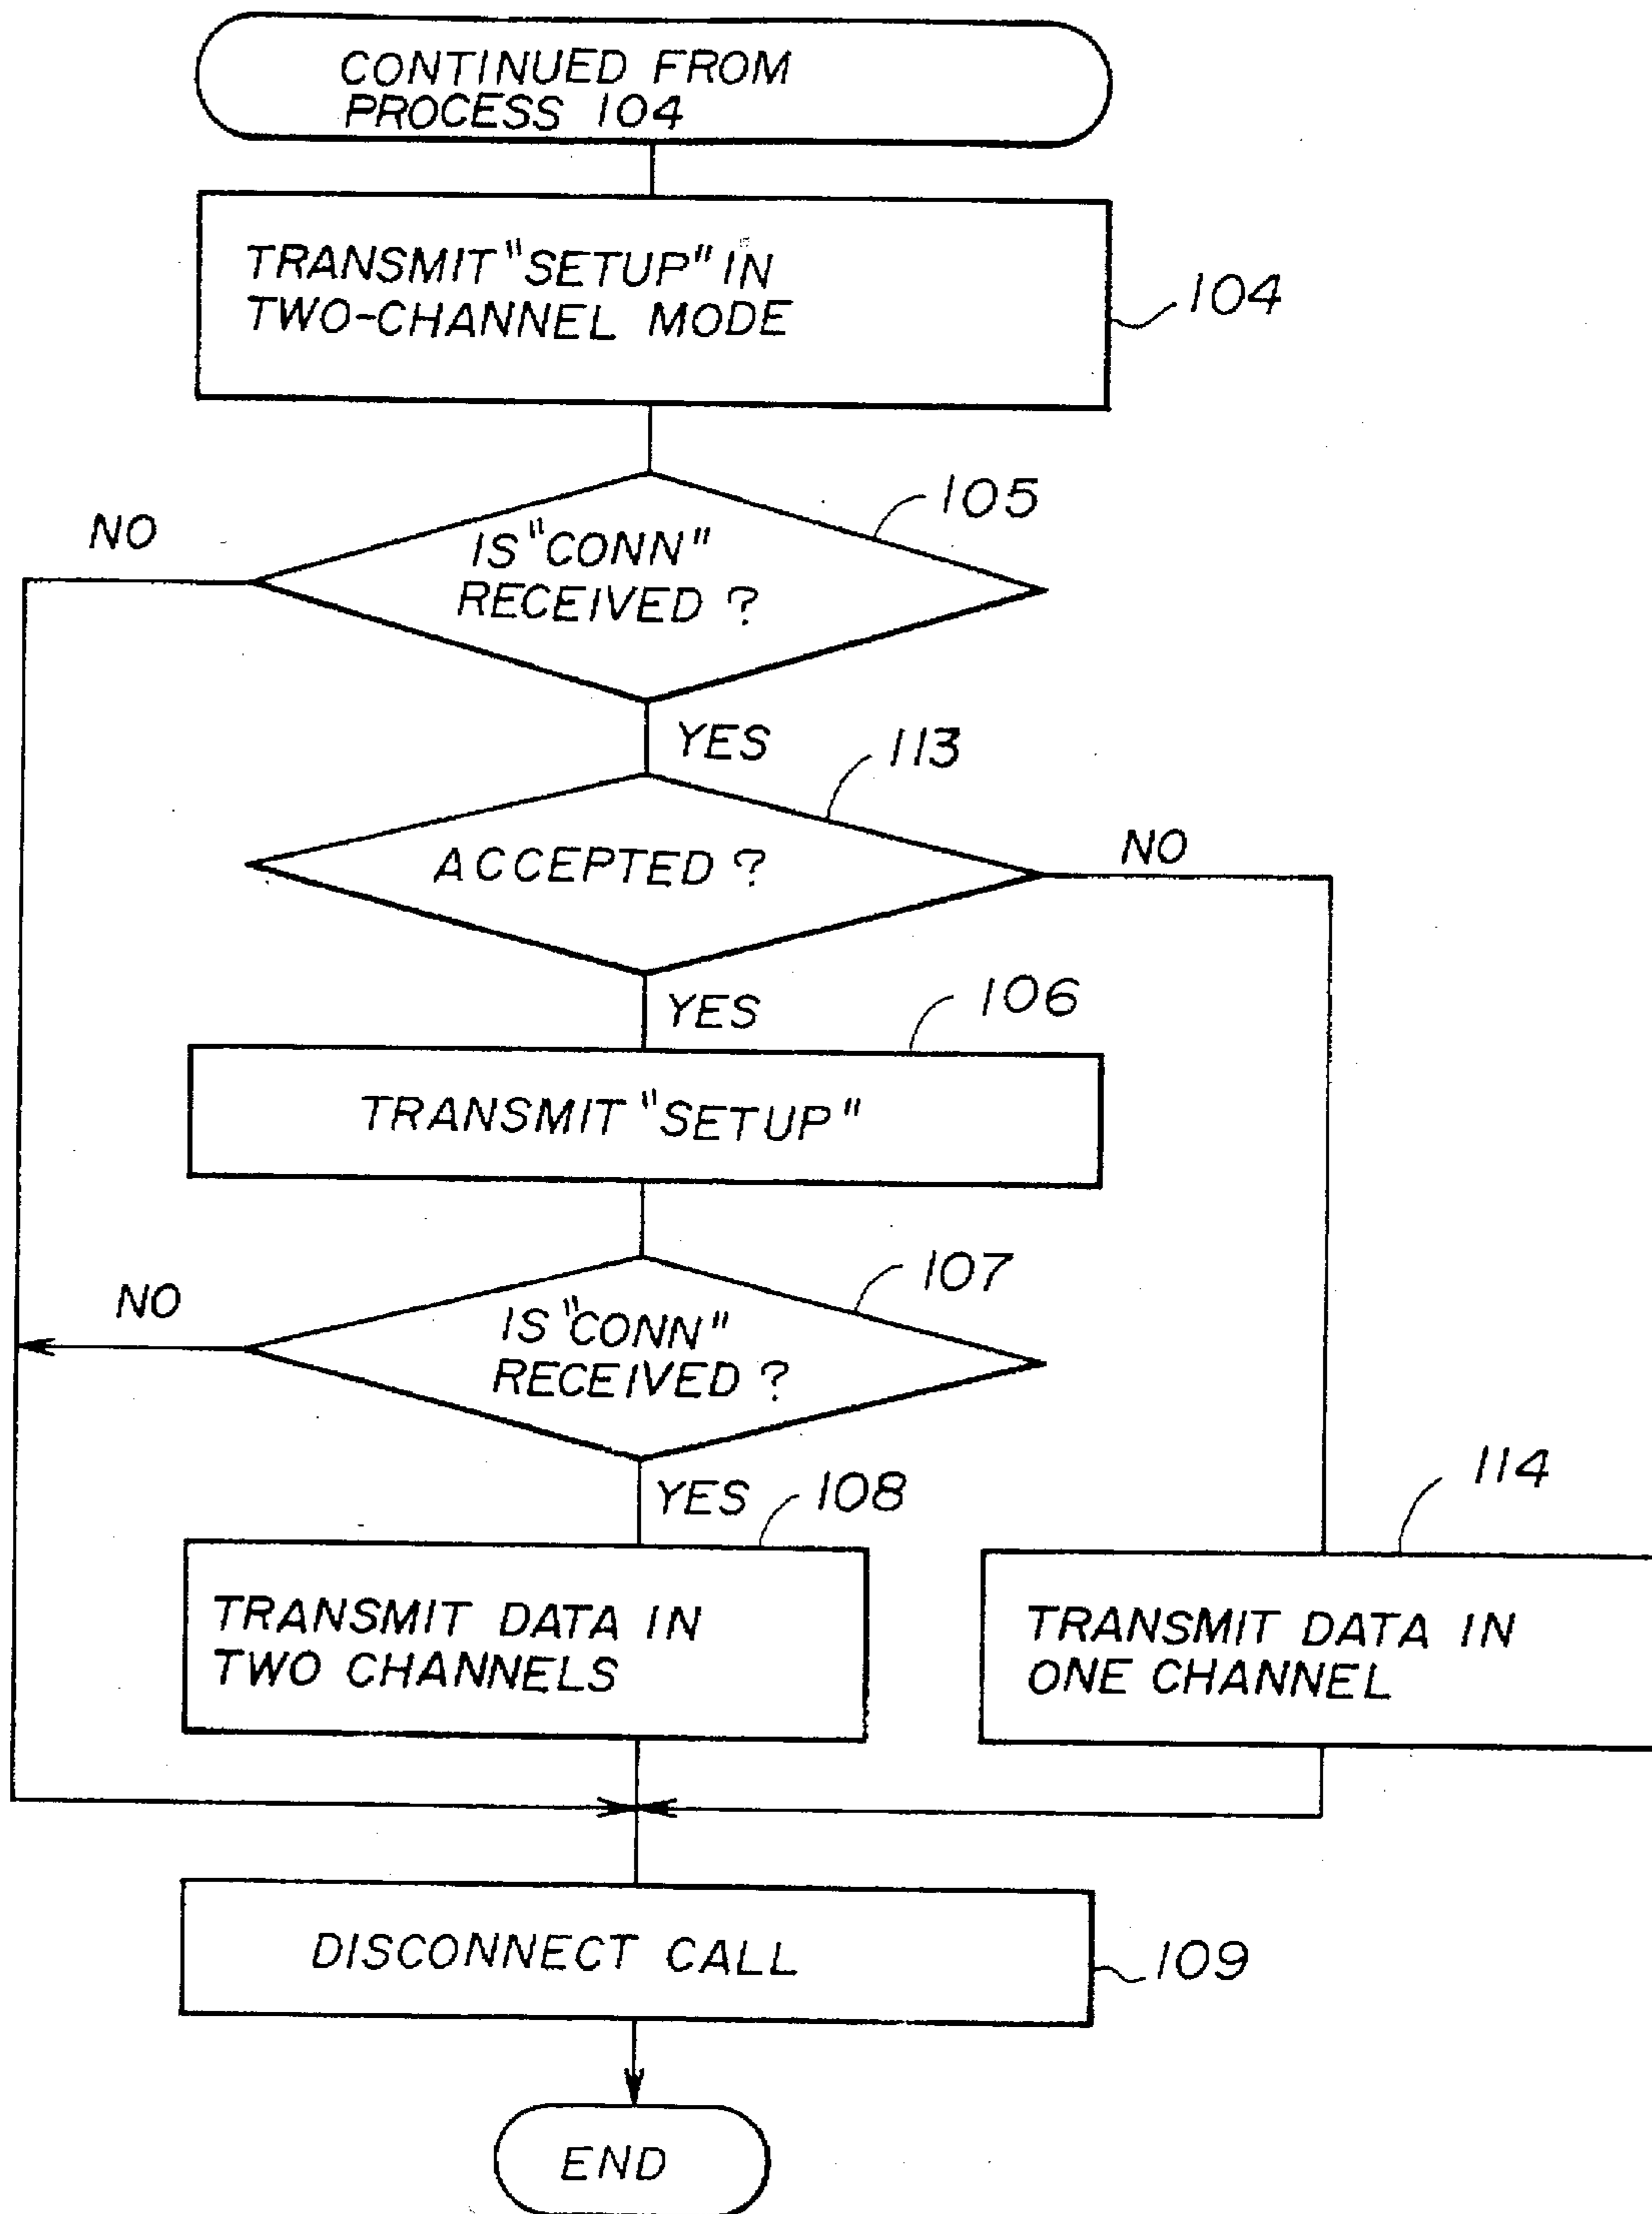 CONTINUED FROM
PROCESS 104
TRANSMIT "SETUP" IN
TWO-CHANNEL MODE
104
105
NO
IS "CONN"
RECEIVED ?
YES
113
ACCEPTED ?
NO
YES
106
TRANSMIT "SETUP"
107
NO
IS "CONN"
RECEIVED ?
YES
108
114
TRANSMIT DATA IN
TWO CHANNELS
TRANSMIT DATA IN
ONE CHANNEL
DISCONNECT CALL
109
END